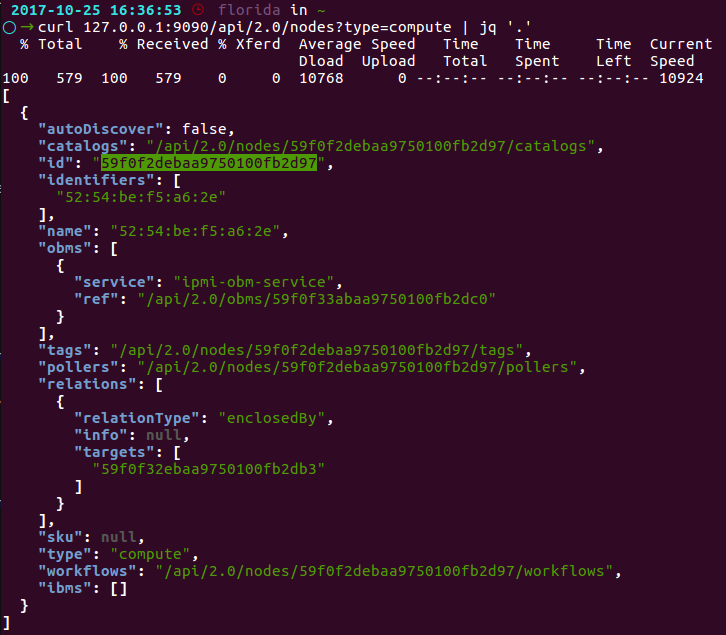 2017-10-25 16:36:53 florida in ~
→curl 127.0.0.1:9090/api/2.0/nodes?type=compute | jq '.'
  % Total    % Received % Xferd  Average Speed   Time    Time     Time  Current
                                 Dload  Upload   Total   Spent    Left  Speed
100   579  100   579    0     0  10768      0 --:--:-- --:--:-- --:--:-- 10924
[
  {
    "autoDiscover": false,
    "catalogs": "/api/2.0/nodes/59f0f2debaa9750100fb2d97/catalogs",
    "id": "59f0f2debaa9750100fb2d97",
    "identifiers": [
      "52:54:be:f5:a6:2e"
    ],
    "name": "52:54:be:f5:a6:2e",
    "obms": [
      {
        "service": "ipmi-obm-service",
        "ref": "/api/2.0/obms/59f0f33abaa9750100fb2dc0"
      }
    ],
    "tags": "/api/2.0/nodes/59f0f2debaa9750100fb2d97/tags",
    "pollers": "/api/2.0/nodes/59f0f2debaa9750100fb2d97/pollers",
    "relations": [
      {
        "relationType": "enclosedBy",
        "info": null,
        "targets": [
          "59f0f32ebaa9750100fb2db3"
        ]
      }
    ],
    "sku": null,
    "type": "compute",
    "workflows": "/api/2.0/nodes/59f0f2debaa9750100fb2d97/workflows",
    "ibms": []
  }
]